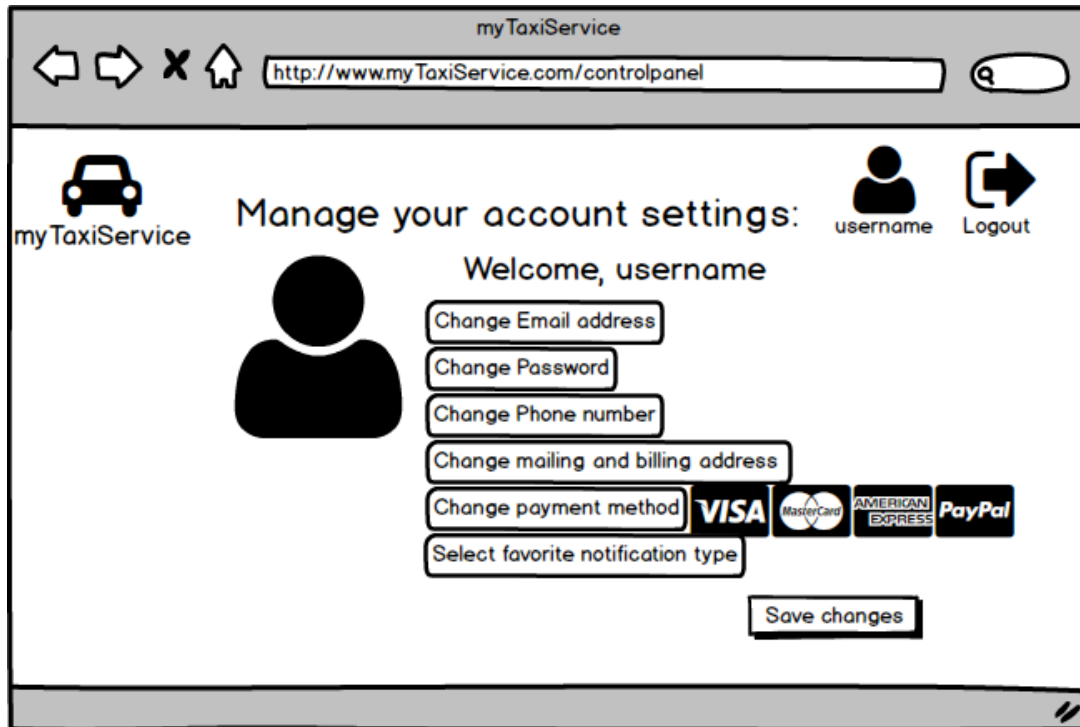 myTaxiService
http://www.myTaxiService.com/controlpanel
myTaxiService
Manage your account settings:
username
Logout
Welcome, username
Change Email address
Change Password
Change Phone number
Change mailing and billing address
Change payment method
VISA
MasterCard
AMERICAN
EXPRESS
PayPal
Select favorite notification type
Save changes